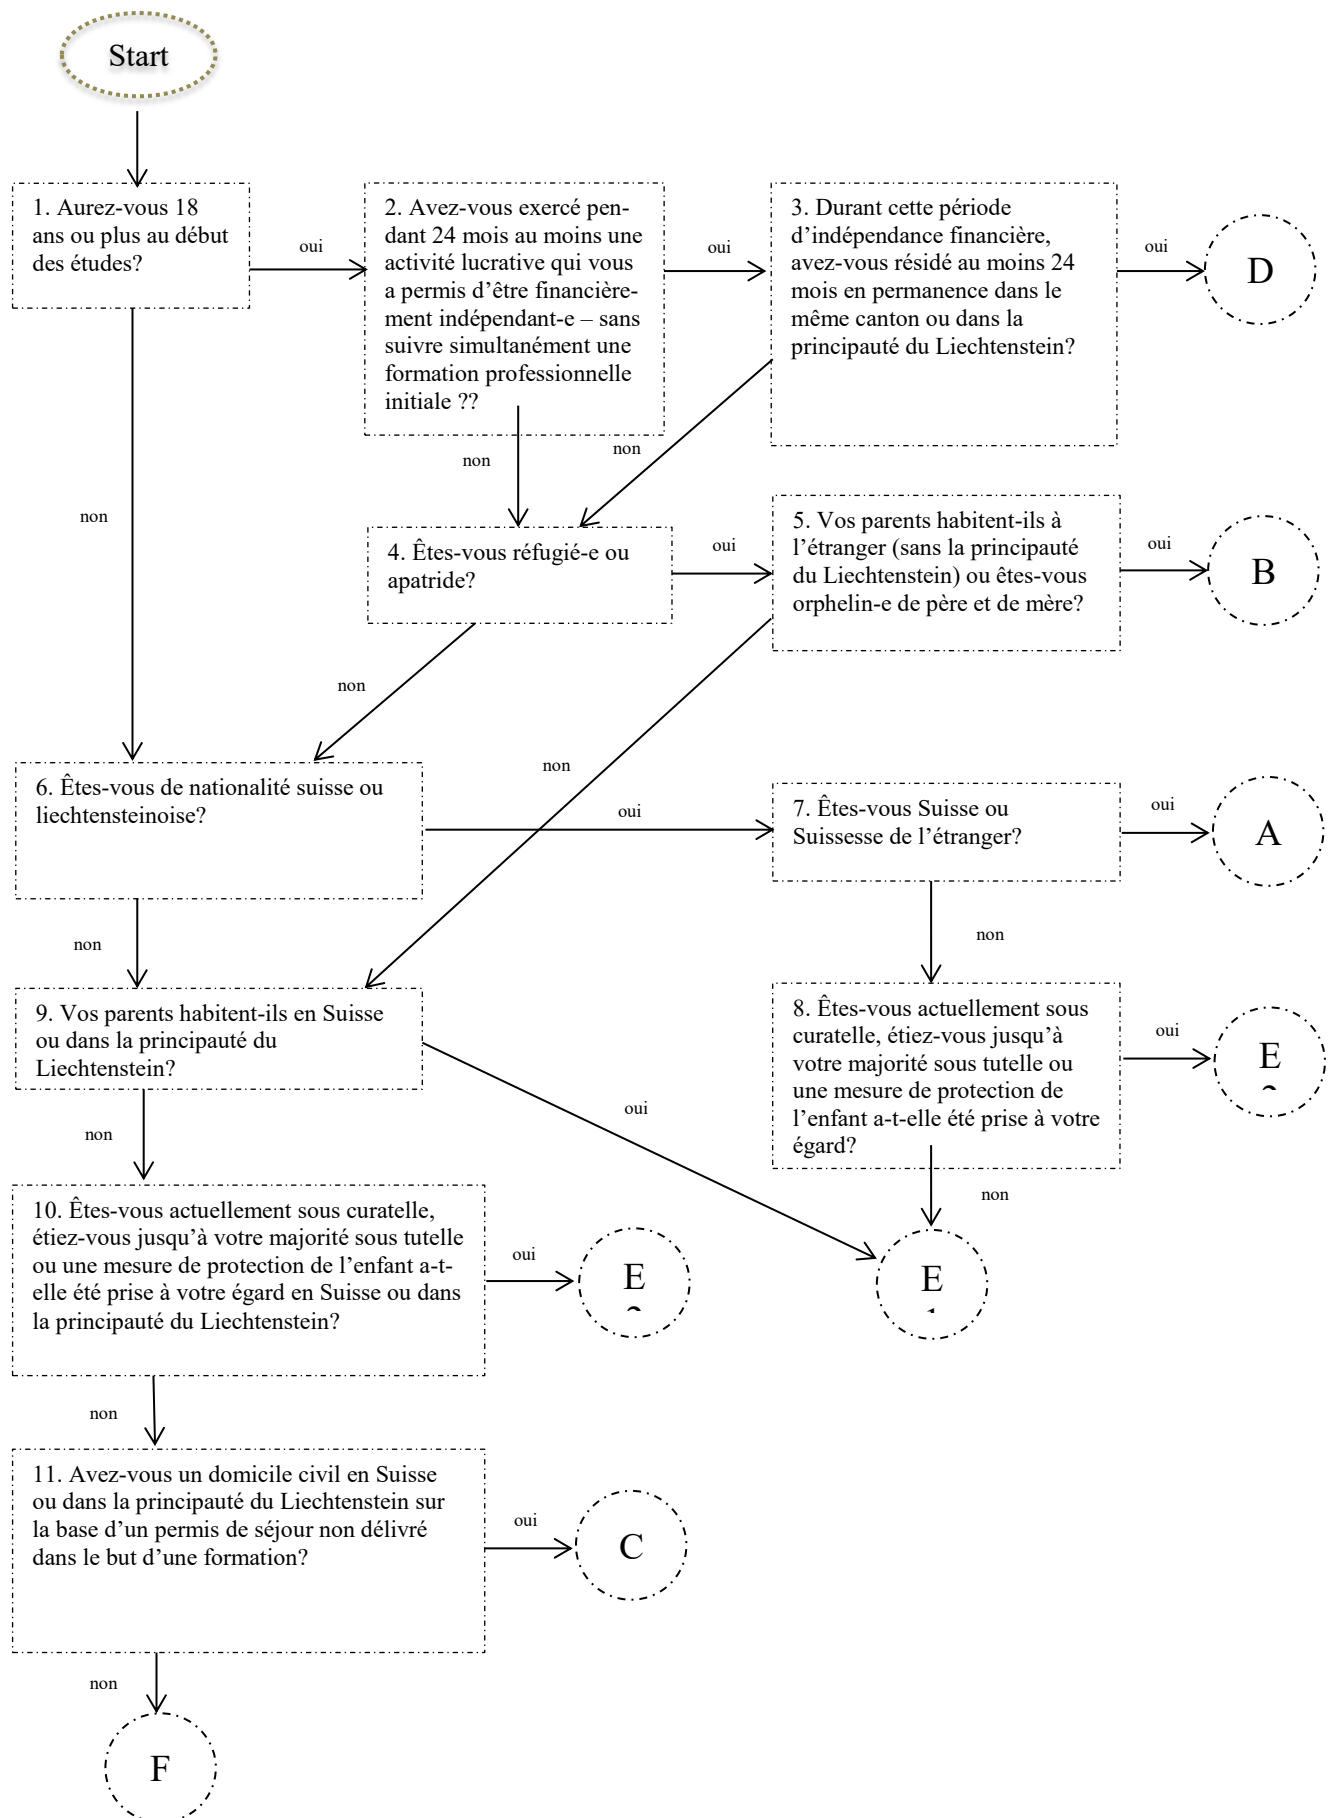 Start
1. Aurez-vous 18
ans ou plus au début
des études?
oui
2. Avez-vous exercé pen-
dant 24 mois au moins une
activité lucrative qui vous
a permis d'être financière-
ment indépendant-e – sans
suivre simultanément une
formation professionnelle
initiale ??
oui
3. Durant cette période
d'indépendance financière,
avez-vous résidé au moins 24
mois en permanence dans le
même canton ou dans la
principauté du Liechtenstein?
oui
D
non
non
non
4. Êtes-vous réfugié-e ou
apatride?
oui
5. Vos parents habitent-ils à
l'étranger (sans la principauté
du Liechtenstein) ou êtes-vous
orphelin-e de père et de mère?
oui
B
non
non
6. Êtes-vous de nationalité suisse ou
liechtensteinoise?
oui
7. Êtes-vous Suisse ou
Suissesse de l'étranger?
oui
A
non
non
9. Vos parents habitent-ils en Suisse
ou dans la principauté du
Liechtenstein?
8. Êtes-vous actuellement sous
curatelle, étiez-vous jusqu'à
votre majorité sous tutelle ou
une mesure de protection de
l'enfant a-t-elle été prise à votre
égard?
oui
E
oui
non
non
10. Êtes-vous actuellement sous curatelle,
étiez-vous jusqu'à votre majorité sous tutelle
ou une mesure de protection de l'enfant a-t-
elle été prise à votre égard en Suisse ou dans
la principauté du Liechtenstein?
oui
E
E
non
11. Avez-vous un domicile civil en Suisse
ou dans la principauté du Liechtenstein sur
la base d'un permis de séjour non délivré
dans le but d'une formation?
oui
C
non
F